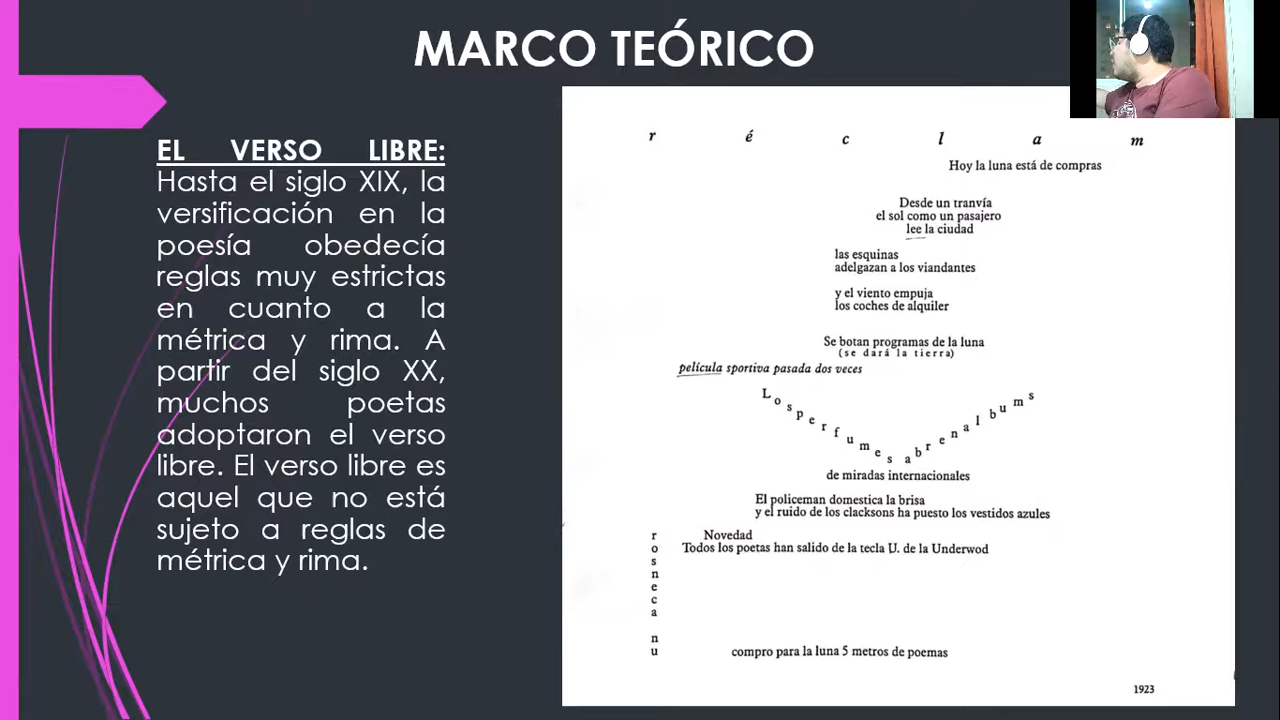 MARCO TEÓRICO
EL VERSO LIBRE:
Hasta el siglo XIX, la
versificación en la
poesía obedecía
reglas muy estrictas
en cuanto a la
métrica y rima. A
partir del siglo XX,
muchos poetas
adoptaron el verso
libre. El verso libre es
aquel que no está
sujeto a reglas de
métrica y rima.
r é c l a m
Hoy la luna está de compras
Desde un tranvía
el sol como un pasajero
lee la ciudad
las esquinas
adelgazan a los viandantes
y el viento empuja
los coches de alquiler
Se botan programas de la luna
(se dará la tierra)
película sportiva pasada dos veces
Los perfumes abren albums
de miradas internacionales
El policeman domestica la brisa
y el ruido de los clacksons ha puesto los vestidos azules
Novedad
Todos los poetas han salido de la tecla U. de la Underwod
r
o
s
n
e
c
a
n
u
compro para la luna 5 metros de poemas
1923